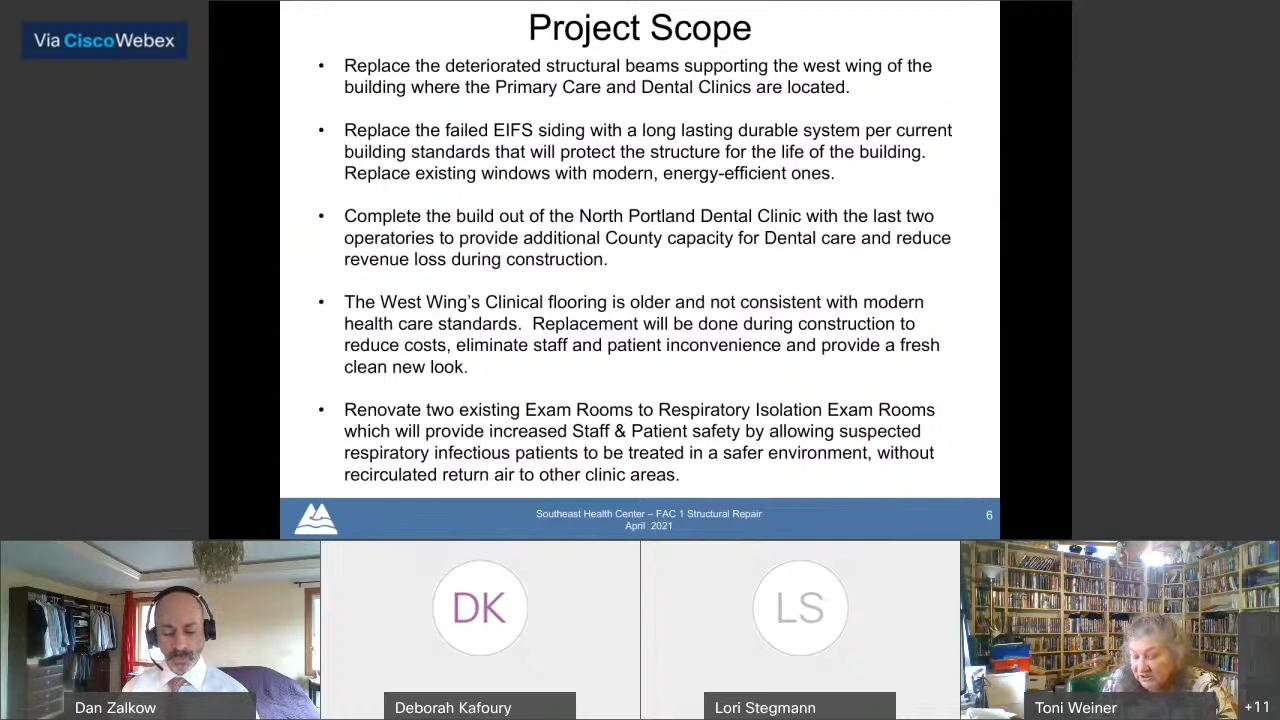 Via Cisco Webex
Project Scope
• Replace the deteriorated structural beams supporting the west wing of the
building where the Primary Care and Dental Clinics are located.
• Replace the failed EIFS siding with a long lasting durable system per current
building standards that will protect the structure for the life of the building.
Replace existing windows with modern, energy-efficient ones.
• Complete the build out of the North Portland Dental Clinic with the last two
operatories to provide additional County capacity for Dental care and reduce
revenue loss during construction.
• The West Wing's Clinical flooring is older and not consistent with modern
health care standards.  Replacement will be done during construction to
reduce costs, eliminate staff and patient inconvenience and provide a fresh
clean new look.
• Renovate two existing Exam Rooms to Respiratory Isolation Exam Rooms
which will provide increased Staff & Patient safety by allowing suspected
respiratory infectious patients to be treated in a safer environment, without
recirculated return air to other clinic areas.
Southeast Health Center – FAC 1 Structural Repair
April 2021
6
DK
LS
Dan Zalkow
Deborah Kafoury
Lori Stegmann
Toni Weiner
+11